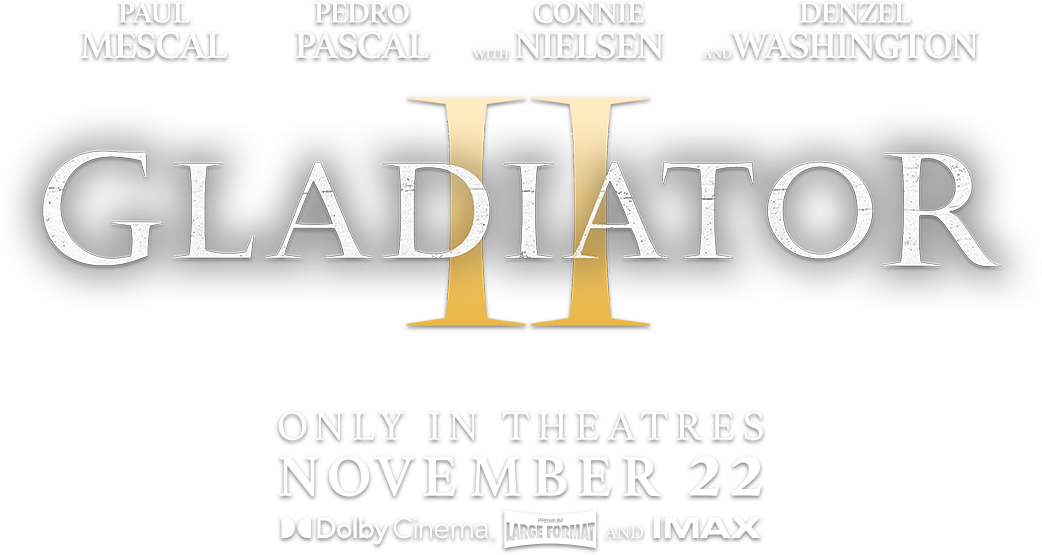 PAUL PEDRO CONNIE DENZEL
MESCAL PASCAL WITH NIELSEN AND WASHINGTON
II
GLADIATOR
ONLY IN THEATRES
NOVEMBER 22
Dolby Cinema, PREMIUM LARGE FORMAT AND IMAX